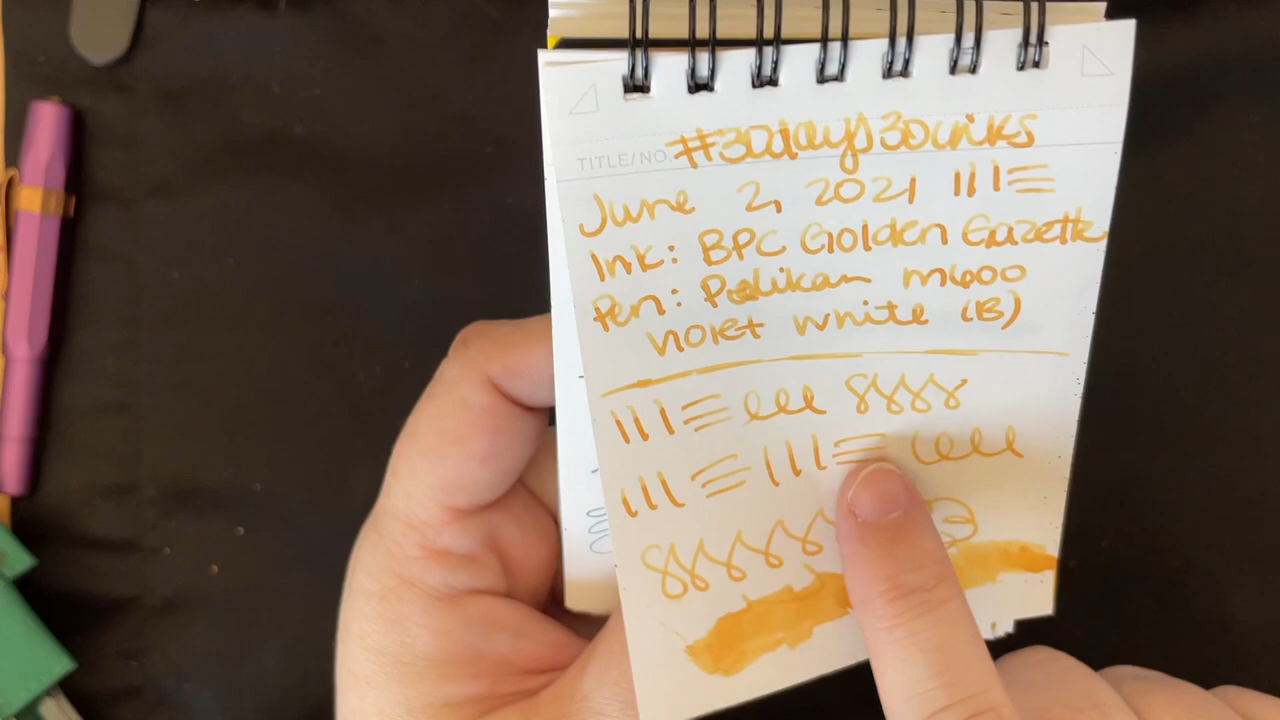 TITLE/NO. #30days30inks
June 2, 2021
Ink: BPC Golden Gazette
Pen: Pelikan m600
violet white (B)